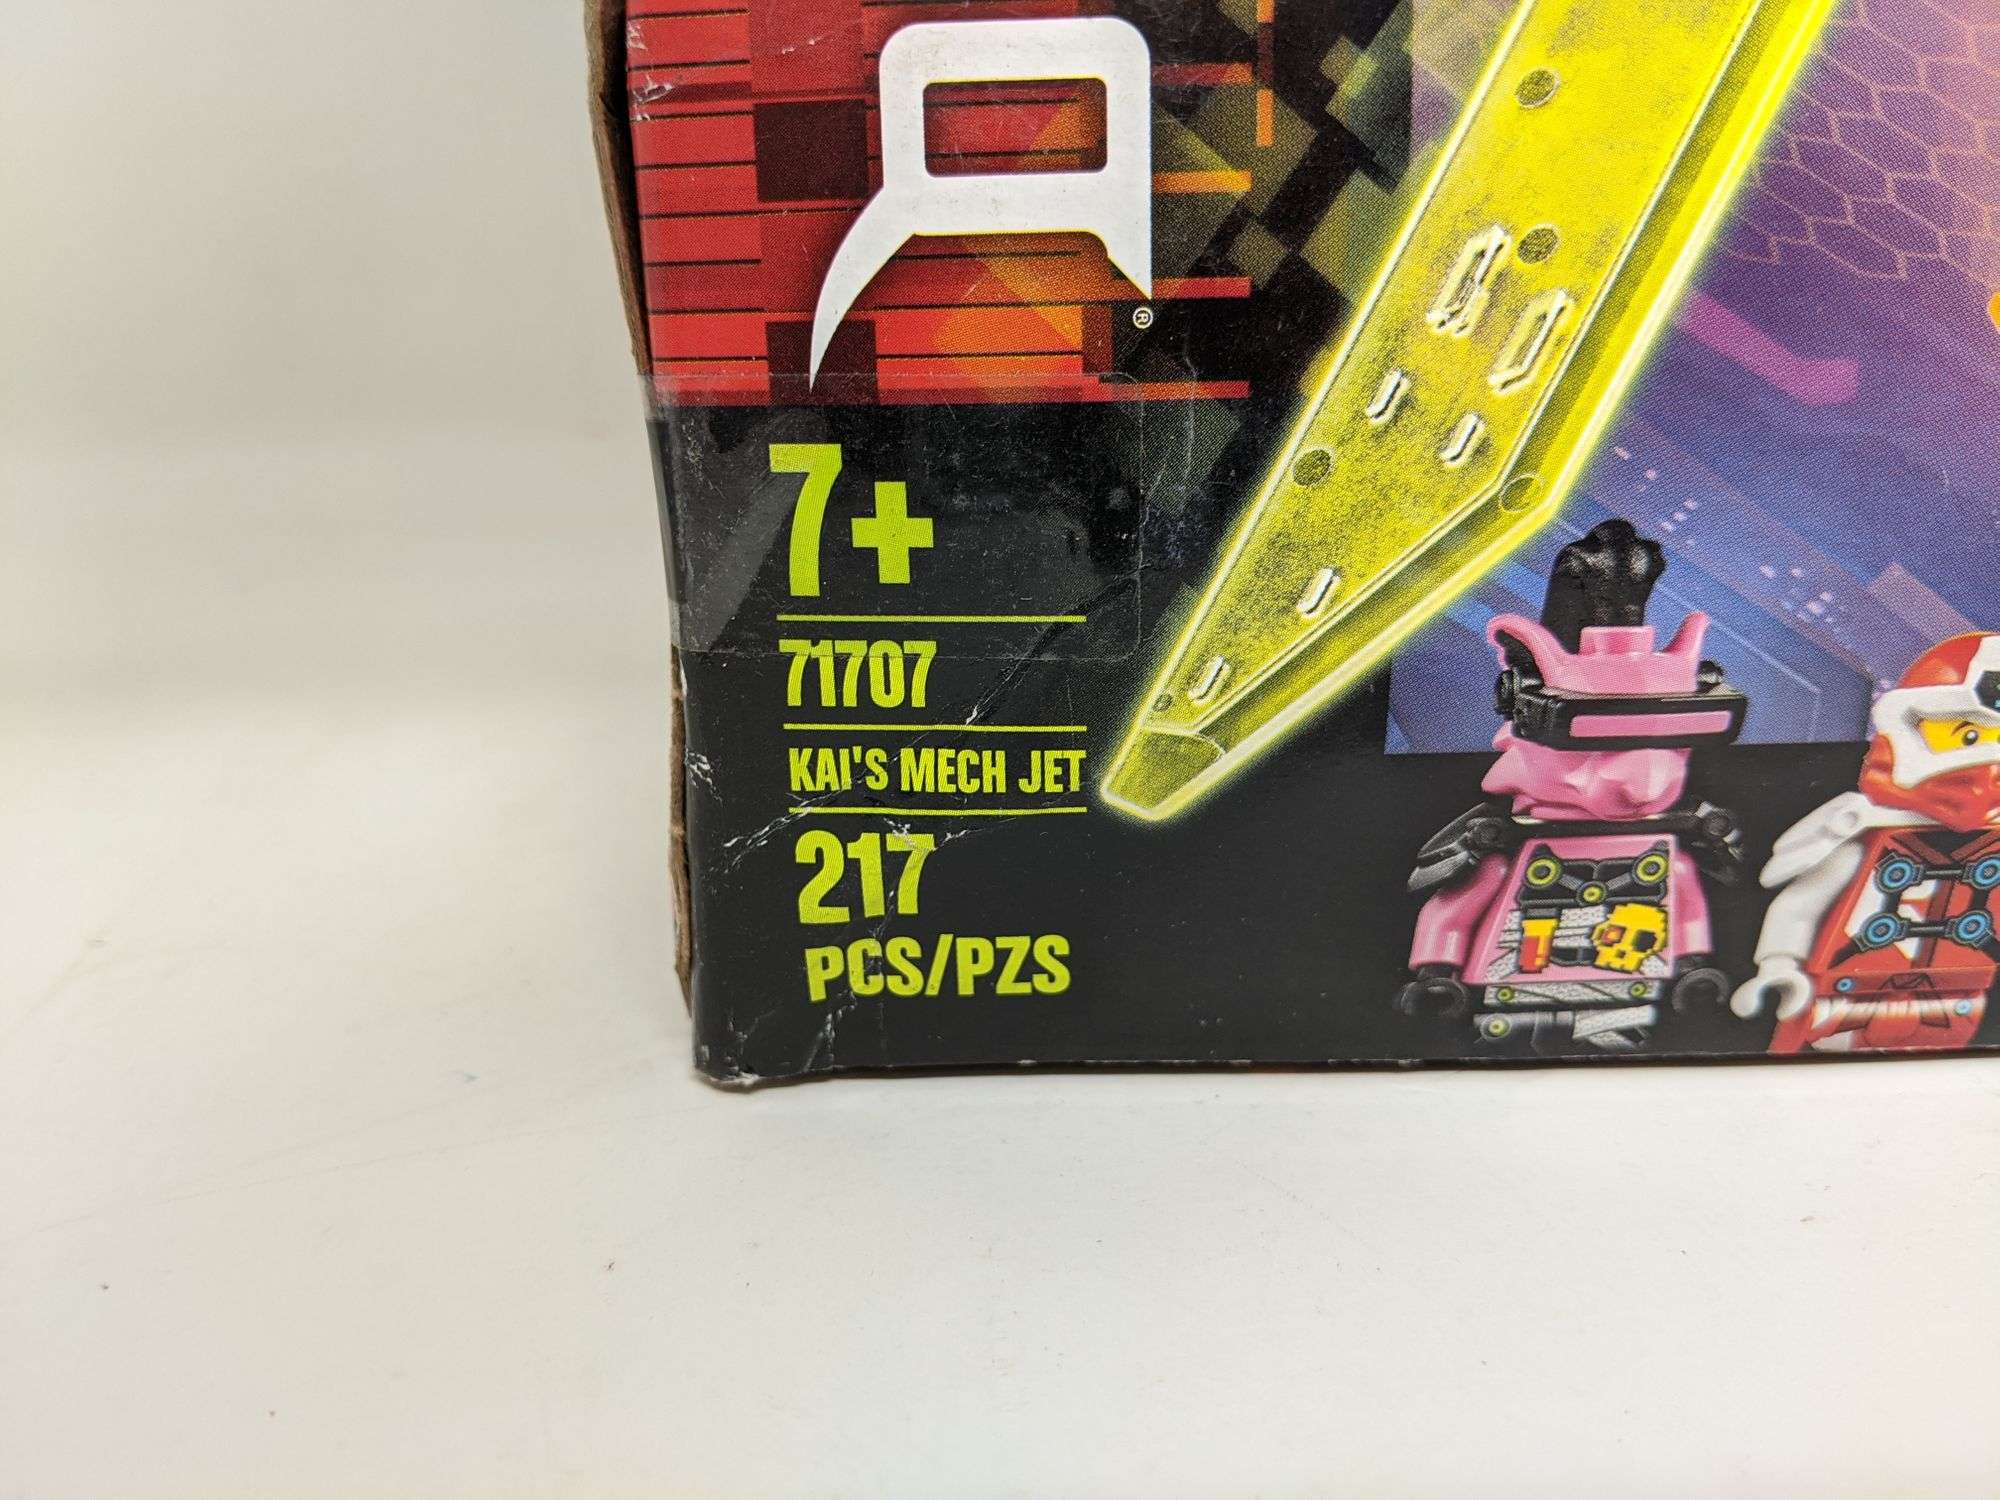 ®
7+
71707
KAI'S MECH JET
217
PCS/PZS